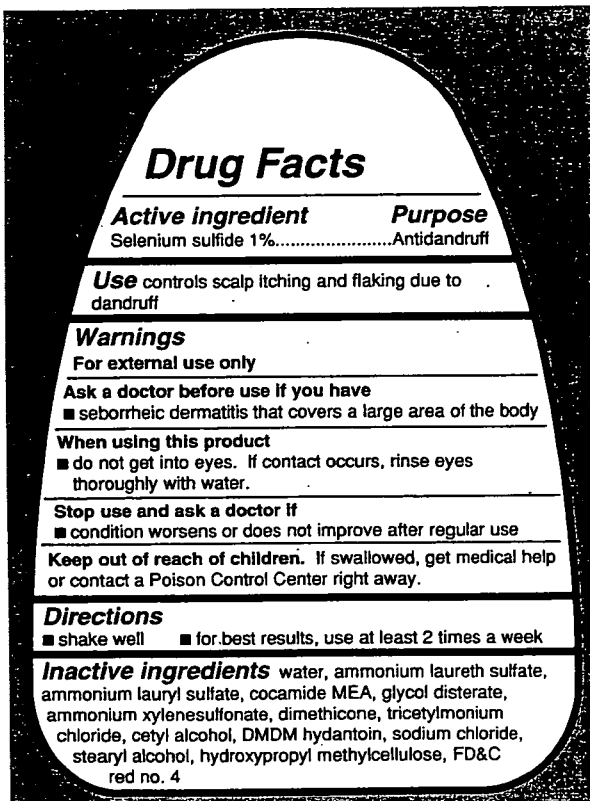 Drug Facts
Active ingredient Purpose
Selenium sulfide 1%.......................Antidandruff
Use controls scalp itching and flaking due to
dandruff
Warnings
For external use only
Ask a doctor before use if you have
■ seborrheic dermatitis that covers a large area of the body
When using this product
■ do not get into eyes. If contact occurs, rinse eyes
thoroughly with water.
Stop use and ask a doctor if
■ condition worsens or does not improve after regular use
Keep out of reach of children. If swallowed, get medical help
or contact a Poison Control Center right away.
Directions
■ shake well ■ for best results, use at least 2 times a week
Inactive ingredients water, ammonium laureth sulfate,
ammonium lauryl sulfate, cocamide MEA, glycol disterate,
ammonium xylenesulfonate, dimethicone, tricetylmonium
chloride, cetyl alcohol, DMDM hydantoin, sodium chloride,
stearyl alcohol, hydroxypropyl methylcellulose, FD&C
red no. 4